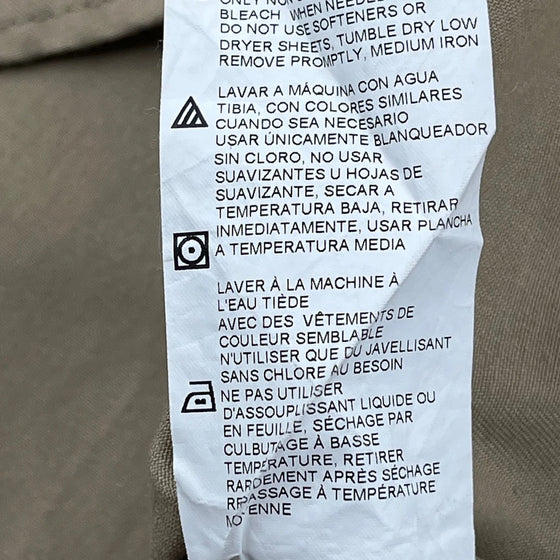 ONLY NON
BLEACH WHEN NEEDED
DO NOT USE SOFTENERS OR
DRYER SHEETS, TUMBLE DRY LOW
REMOVE PROMPTLY, MEDIUM IRON
LAVAR A MÁQUINA CON AGUA
TIBIA, CON COLORES SIMILARES
CUANDO SEA NECESARIO
USAR ÚNICAMENTE BLANQUEADOR
SIN CLORO, NO USAR
SUAVIZANTES U HOJAS DE
SUAVIZANTE, SECAR A
TEMPERATURA BAJA, RETIRAR
INMEDIATAMENTE, USAR PLANCHA
A TEMPERATURA MEDIA
LAVER À LA MACHINE À
L'EAU TIÈDE
AVEC DES VÊTEMENTS DE
COULEUR SEMBLABLE
N'UTILISER QUE DU JAVELLISANT
SANS CHLORE AU BESOIN
NE PAS UTILISER
D'ASSOUPLISSANT LIQUIDE OU
EN FEUILLE, SÉCHAGE PAR
CULBUTAGE À BASSE
TEMPÉRATURE, RETIRER
RAPIDEMENT APRÈS SÉCHAGE
REPASSAGE À TEMPÉRATURE
MOYENNE